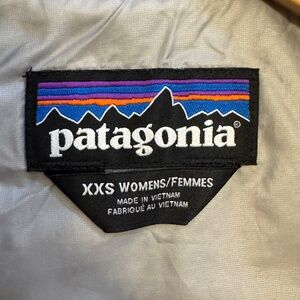 patagonia®
XXS WOMENS/FEMMES
MADE IN VIETNAM
FABRIQUÉ AU VIETNAM